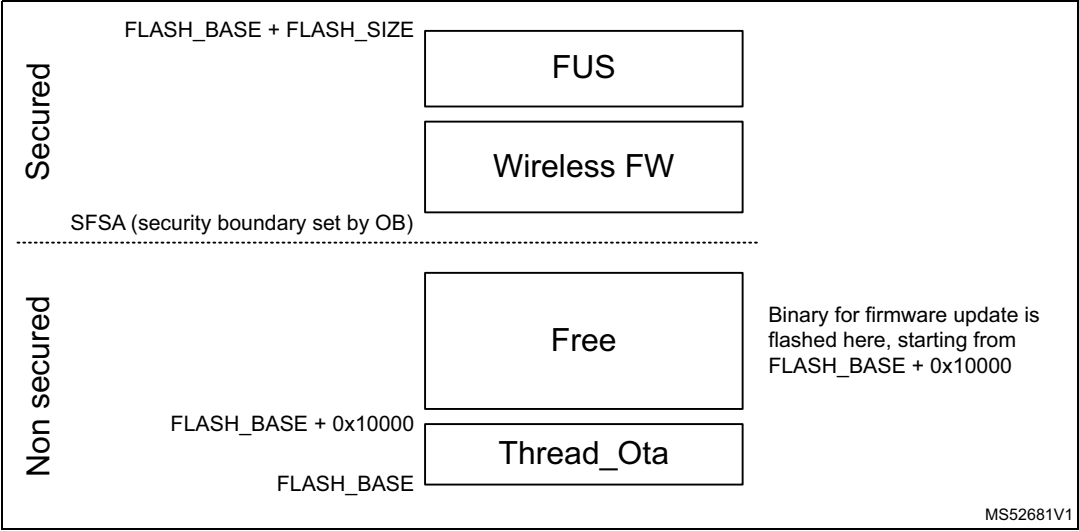 FLASH_BASE + FLASH_SIZE
FUS
Secured
Wireless FW
SFSA (security boundary set by OB)
Free
Binary for firmware update is
flashed here, starting from
FLASH_BASE + 0x10000
Non secured
FLASH_BASE + 0x10000
Thread_Ota
FLASH_BASE
MS52681V1